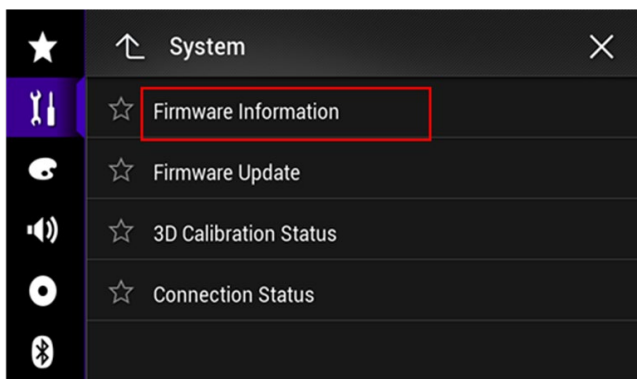 System
Firmware Information
Firmware Update
3D Calibration Status
Connection Status